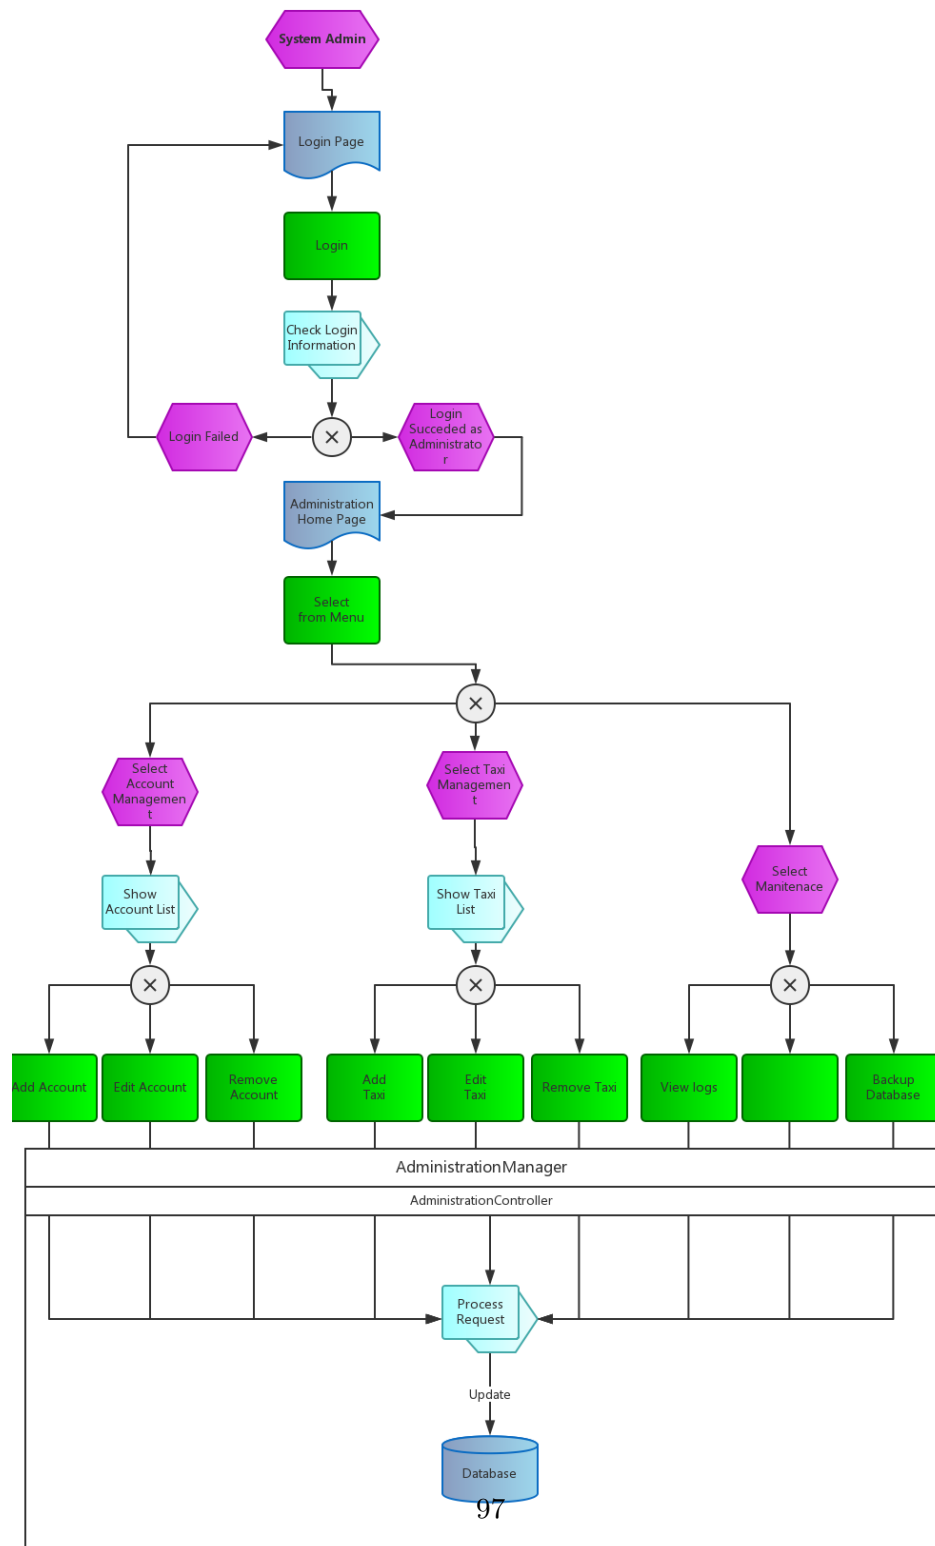 System Admin
Login Page
Login
Check Login
Information
Login Failed
Login
Succeded as
Administrato
r
Administration
Home Page
Select
from Menu
Select
Account
Managemen
t
Select Taxi
Managemen
t
Select
Manitenace
Show
Account List
Show Taxi
List
Add Account
Edit Account
Remove
Account
Add
Taxi
Edit
Taxi
Remove Taxi
View logs
Backup
Database
AdministrationManager
AdministrationController
Process
Request
Update
Database
97